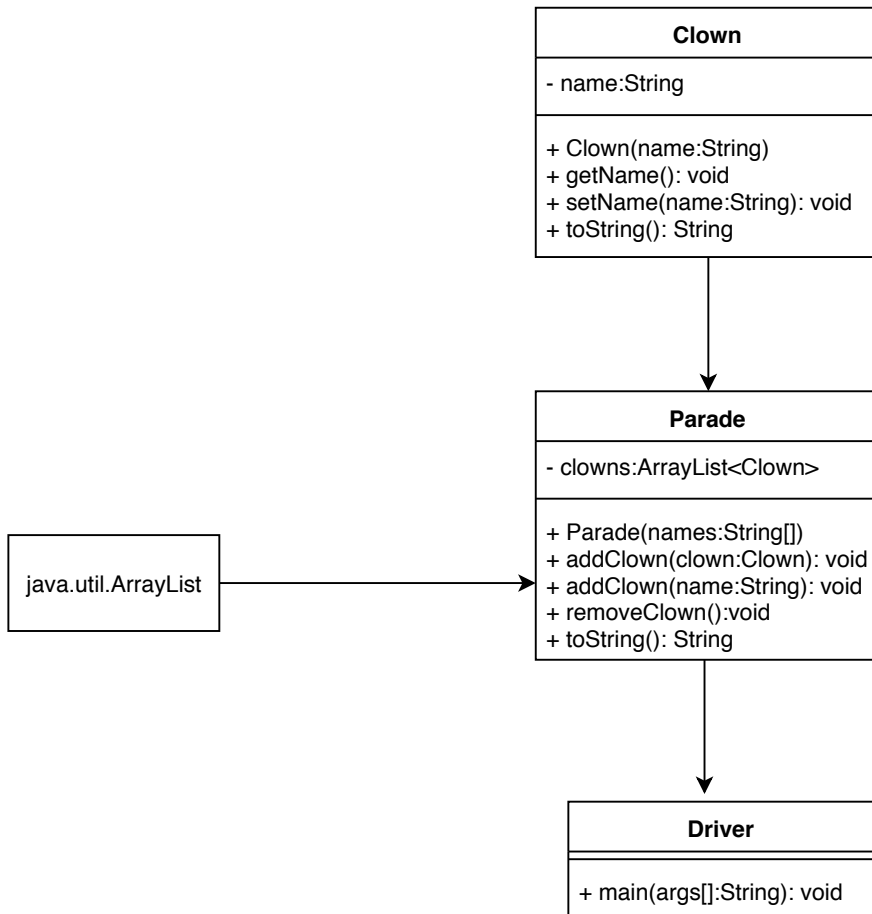 Clown
- name:String
+ Clown(name:String)
+ getName(): void
+ setName(name:String): void
+ toString(): String
Parade
- clowns:ArrayList<Clown>
+ Parade(names:String[])
+ addClown(clown:Clown): void
+ addClown(name:String): void
+ removeClown():void
+ toString(): String
java.util.ArrayList
Driver
+ main(args[]:String): void